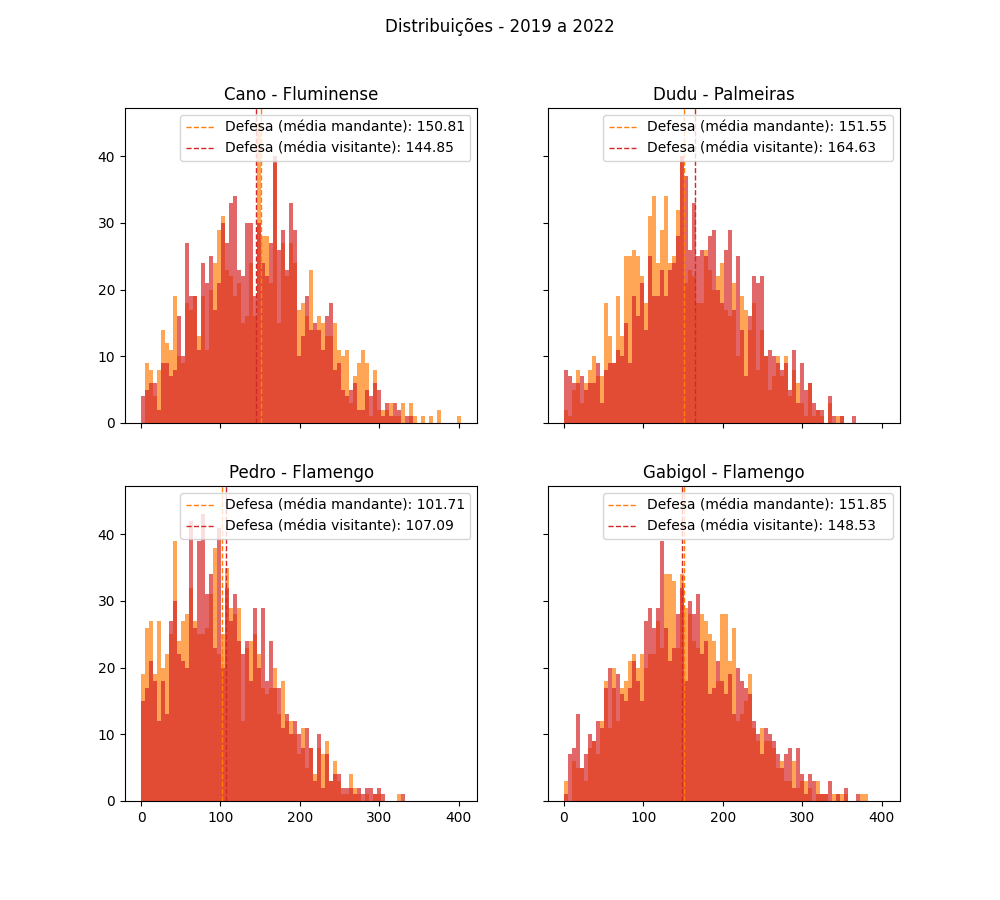 Distribuições - 2019 a 2022
Cano - Fluminense
Defesa (média mandante): 150.81
Defesa (média visitante): 144.85
0
10
20
30
40
Dudu - Palmeiras
Defesa (média mandante): 151.55
Defesa (média visitante): 164.63
Pedro - Flamengo
Defesa (média mandante): 101.71
Defesa (média visitante): 107.09
0
10
20
30
40
0 100 200 300 400
Gabigol - Flamengo
Defesa (média mandante): 151.85
Defesa (média visitante): 148.53
0 100 200 300 400